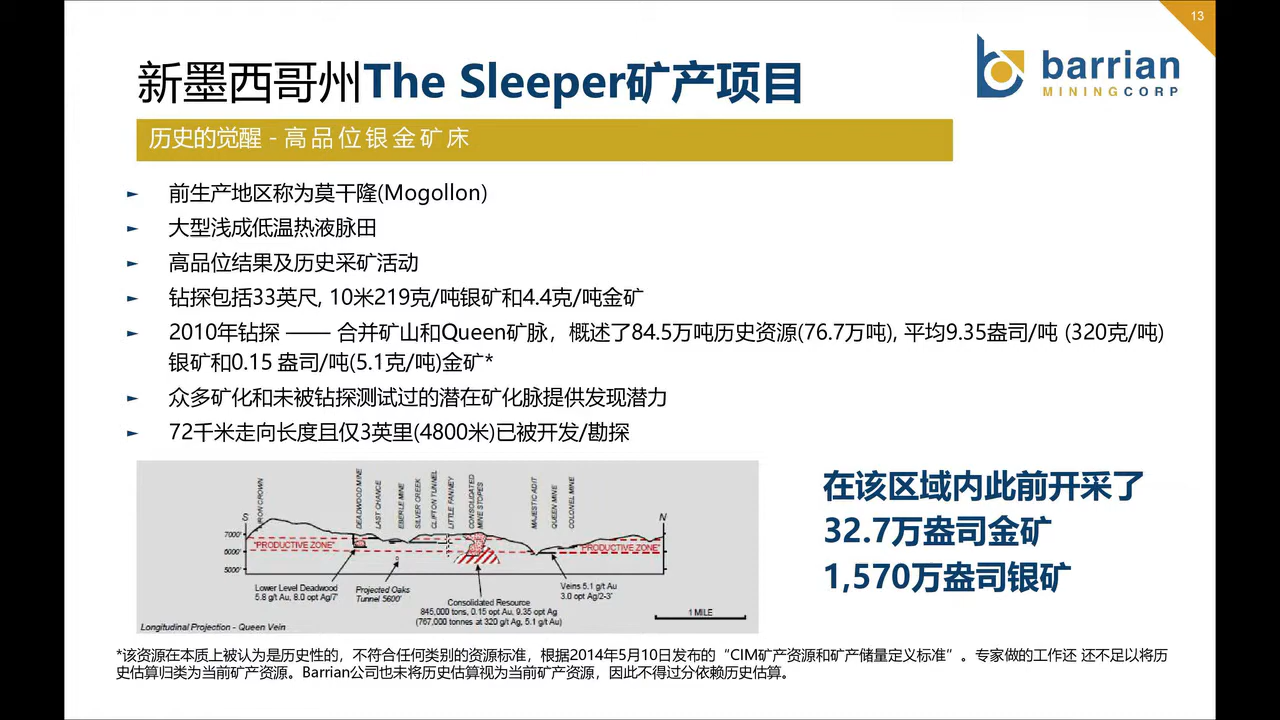 13
新墨西哥州The Sleeper矿产项目
barrian
MININGCORP
历史的觉醒 - 高品位银金矿床
► 前生产地区称为莫干隆(Mogollon)
► 大型浅成低温热液脉田
► 高品位结果及历史采矿活动
► 钻探包括33英尺, 10米219克/吨银矿和4.4克/吨金矿
► 2010年钻探 —— 合并矿山和Queen矿脉，概述了84.5万吨历史资源(76.7万吨), 平均9.35盎司/吨 (320克/吨)
银矿和0.15 盎司/吨(5.1克/吨)金矿*
► 众多矿化和未被钻探测试过的潜在矿化脉提供发现潜力
► 72千米走向长度且仅3英里(4800米)已被开发/勘探
S
IRON CROWN
DEADWOOD MINE
LAST CHANCE
EBERLE MINE
SILVER CREEK
CLIFTON TUNNEL
LITTLE FANNEY
CONSOLIDATED
MINE STOPES
MAJESTIC ADIT
QUEEN MINE
COLONEL MINE
N
7000'
6000'
5000'
"PRODUCTIVE ZONE"
"PRODUCTIVE ZONE"
Lower Level Deadwood
5.8 g/t Au, 8.0 opt Ag/7'
Projected Oaks
Tunnel 5600'
Consolidated Resource
845,000 tons, 0.15 opt Au, 9.35 opt Ag
(767,000 tonnes at 320 g/t Ag, 5.1 g/t Au)
Veins 5.1 g/t Au
3.0 opt Ag/2-3'
1 MILE
Longitudinal Projection - Queen Vein
在该区域内此前开采了
32.7万盎司金矿
1,570万盎司银矿
*该资源在本质上被认为是历史性的，不符合任何类别的资源标准，根据2014年5月10日发布的“CIM矿产资源和矿产储量定义标准”。专家做的工作还 还不足以将历
史估算归类为当前矿产资源。Barrian公司也未将历史估算视为当前矿产资源，因此不得过分依赖历史估算。